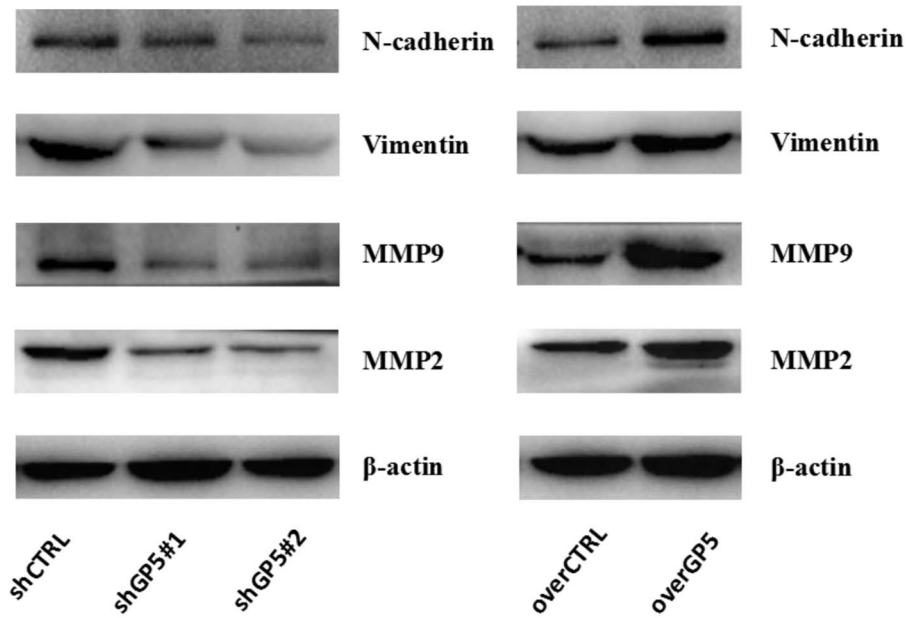 N-cadherin N-cadherin
Vimentin Vimentin
MMP9 MMP9
MMP2 MMP2
β-actin β-actin
shCTRL shGP5#1 shGP5#2 overCTRL overGP5